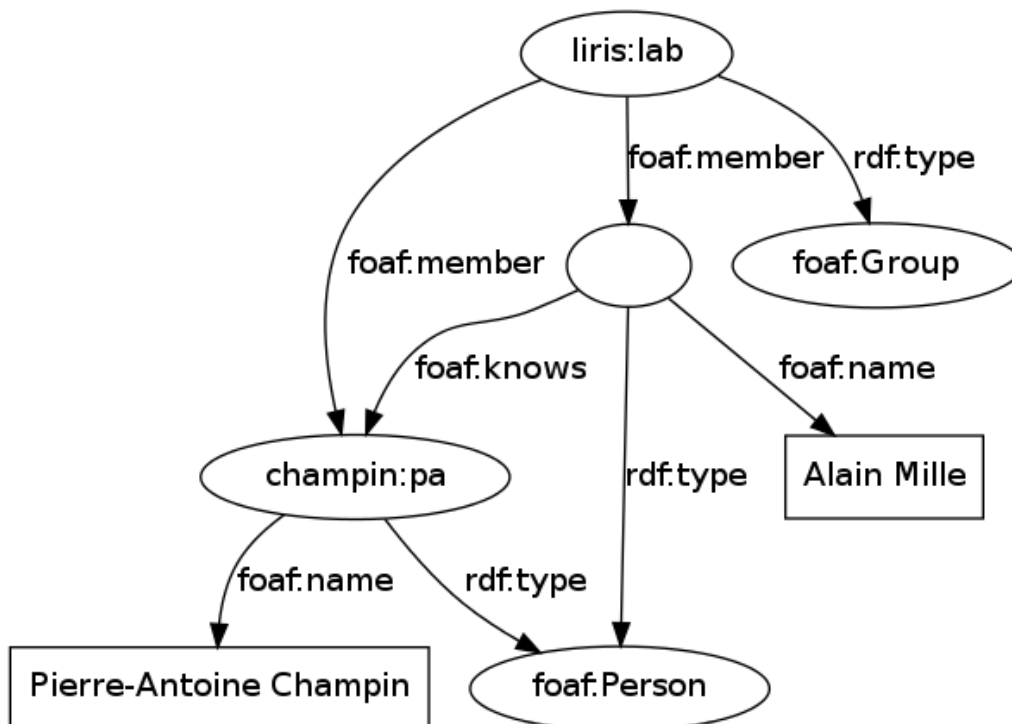 liris:lab
foaf:member
rdf:type
foaf:member
foaf:Group
foaf:knows
foaf:name
champin:pa
rdf:type
Alain Mille
foaf:name
rdf:type
Pierre-Antoine Champin
foaf:Person